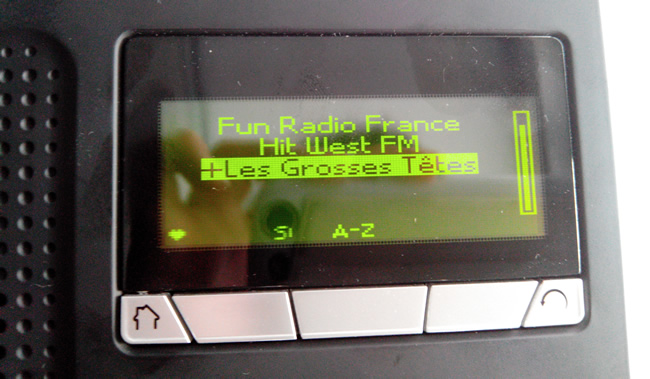 Fun Radio France
Hit West FM
+Les Grosses Têtes
Si A-Z